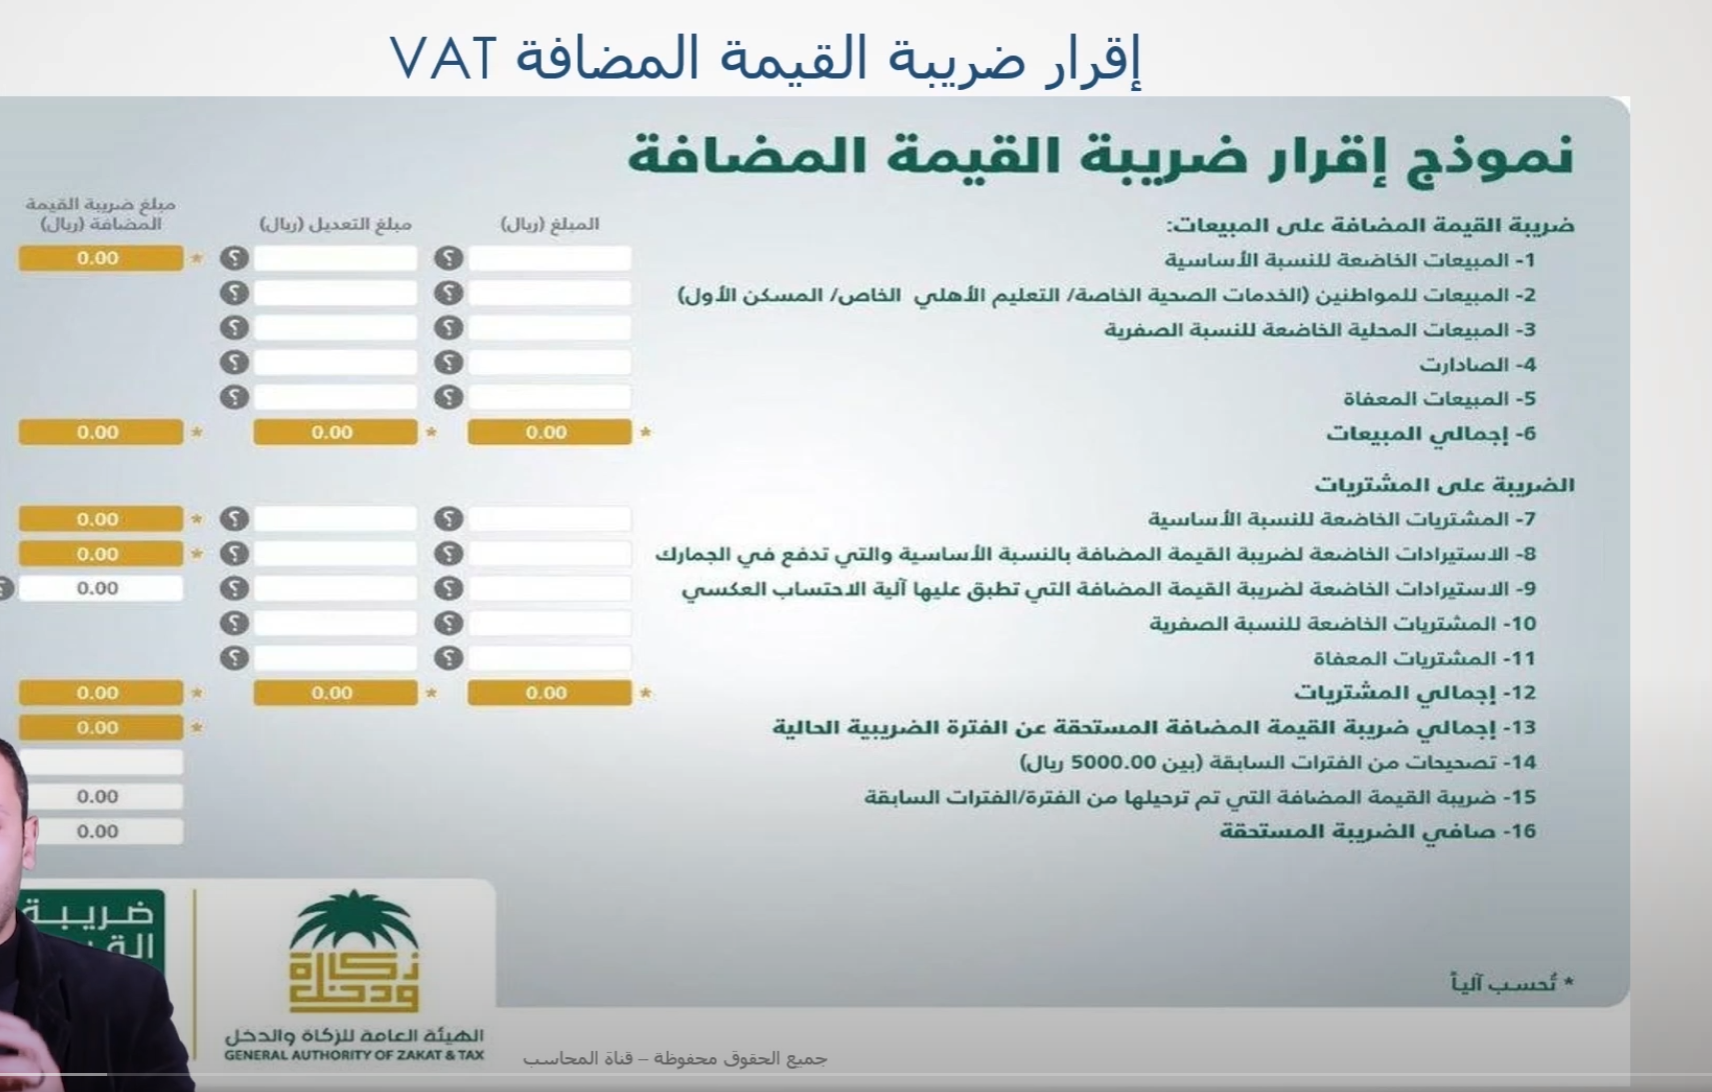 إقرار ضريبة القيمة المضافة VAT
نموذج إقرار ضريبة القيمة المضافة
ضريبة القيمة المضافة على المبيعات: المبلغ (ريال) مبلغ التعديل (ريال) مبلغ ضريبة القيمة المضافة (ريال)
1- المبيعات الخاضعة للنسبة الأساسية ؟ ؟ * 0.00
2- المبيعات للمواطنين (الخدمات الصحية الخاصة/ التعليم الأهلي الخاص/ المسكن الأول) ؟ ؟
3- المبيعات المحلية الخاضعة للنسبة الصفرية ؟ ؟
4- الصادارت ؟ ؟
5- المبيعات المعفاة ؟ ؟
6- إجمالي المبيعات * 0.00 * 0.00 * 0.00
الضريبة على المشتريات
7- المشتريات الخاضعة للنسبة الأساسية ؟ ؟ * 0.00
8- الاستيرادات الخاضعة لضريبة القيمة المضافة بالنسبة الأساسية والتي تدفع في الجمارك ؟ ؟ * 0.00
9- الاستيرادات الخاضعة لضريبة القيمة المضافة التي تطبق عليها آلية الاحتساب العكسي ؟ ؟ 0.00 ؟
10- المشتريات الخاضعة للنسبة الصفرية ؟ ؟
11- المشتريات المعفاة ؟ ؟
12- إجمالي المشتريات * 0.00 * 0.00 * 0.00
13- إجمالي ضريبة القيمة المضافة المستحقة عن الفترة الضريبية الحالية * 0.00
14- تصحيحات من الفترات السابقة (بين 5000.00 ريال)
15- ضريبة القيمة المضافة التي تم ترحيلها من الفترة/الفترات السابقة 0.00
16- صافي الضريبة المستحقة 0.00
* تُحسب آلياً
زكاة
ودخل
الهيئة العامة للزكاة والدخل
GENERAL AUTHORITY OF ZAKAT & TAX
ضريبة
جميع الحقوق محفوظة – قناة المحاسب